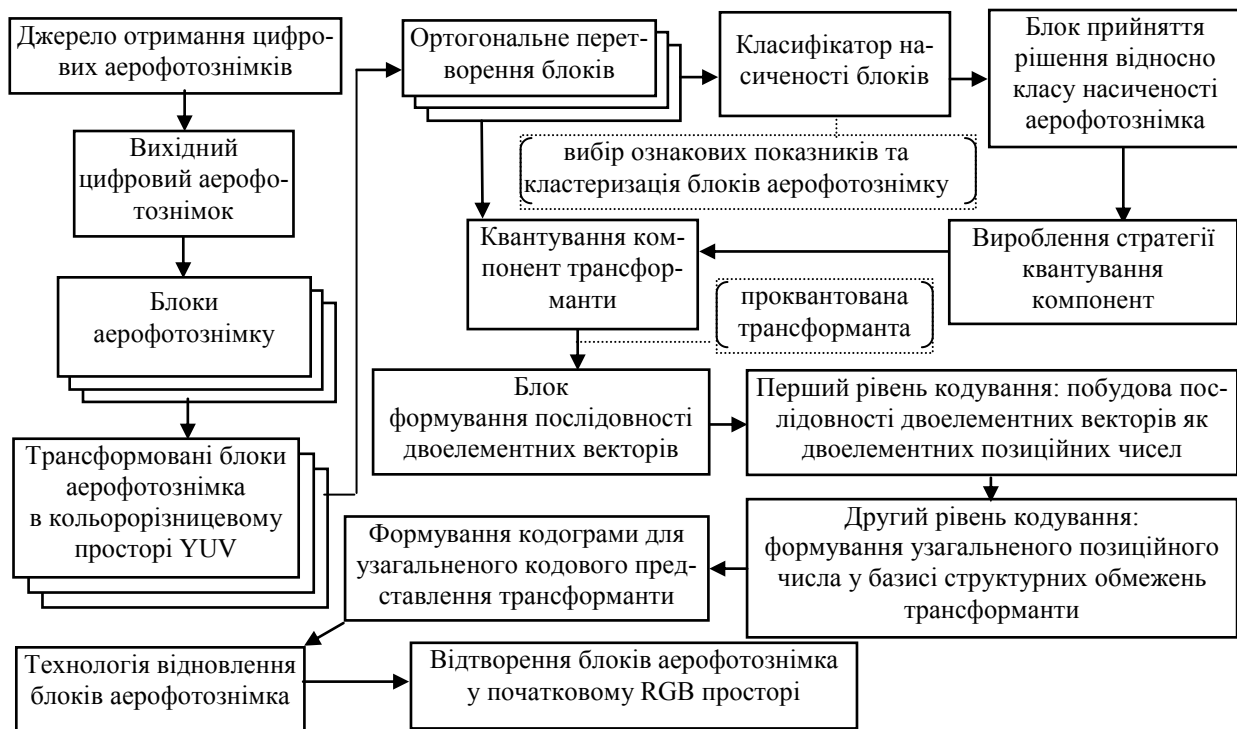 Джерело отримання цифро-
вих аерофотознімків
Вихідний
цифровий аерофо-
тознімок
Блоки
аерофотознімку
Трансформовані блоки
аерофотознімка
в кольорорізницевому
просторі YUV
Ортогональне перет-
ворення блоків
Класифікатор на-
сиченості блоків
Блок прийняття
рішення відносно
класу насиченості
аерофотознімка
вибір ознакових показників та
кластеризація блоків аерофотознімку
Квантування ком-
понент трансфор-
манти
Вироблення стратегії
квантування
компонент
проквантована
трансформанта
Блок
формування послідовності
двоелементних векторів
Перший рівень кодування: побудова пос-
лідовності двоелементних векторів як
двоелементних позиційних чисел
Другий рівень кодування:
формування узагальненого позиційного
числа у базисі структурних обмежень
трансформанти
Формування кодограми для
узагальненого кодового пред-
ставлення трансформанти
Технологія відновлення
блоків аерофотознімка
Відтворення блоків аерофотознімка
у початковому RGB просторі